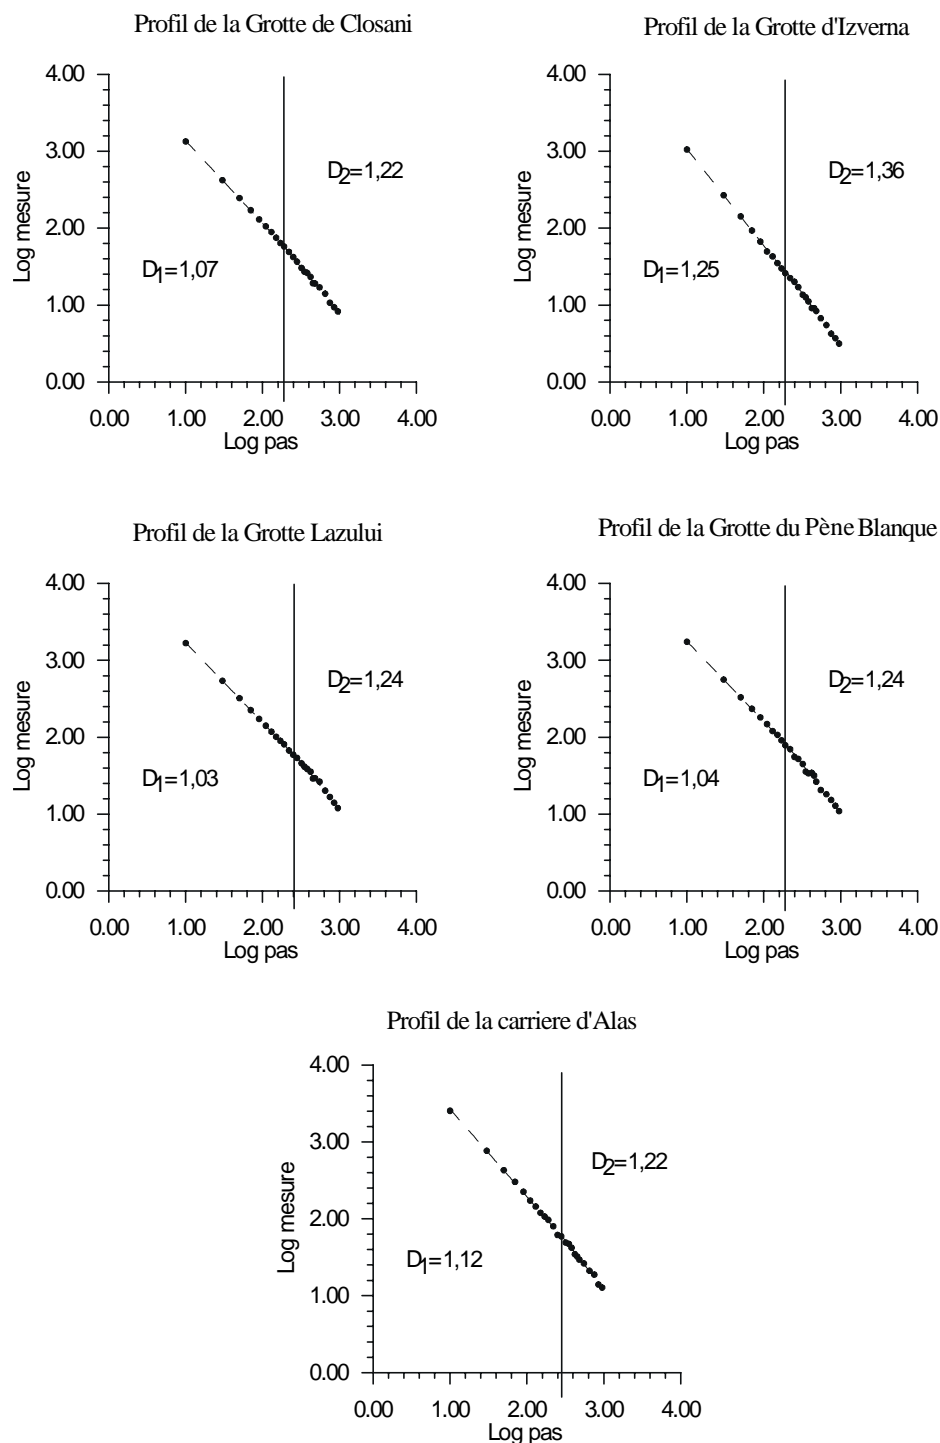 Profil de la Grotte de Closani
4.00
3.00
2.00
1.00
0.00
Log mesure
D1=1,07
D2=1,22
0.00 1.00 2.00 3.00 4.00
Log pas
Profil de la Grotte d'Izverna
4.00
3.00
2.00
1.00
0.00
Log mesure
D1=1,25
D2=1,36
0.00 1.00 2.00 3.00 4.00
Log pas
Profil de la Grotte Lazului
4.00
3.00
2.00
1.00
0.00
Log mesure
D1=1,03
D2=1,24
0.00 1.00 2.00 3.00 4.00
Log pas
Profil de la Grotte du Pène Blanque
4.00
3.00
2.00
1.00
0.00
Log mesure
D1=1,04
D2=1,24
0.00 1.00 2.00 3.00 4.00
Log pas
Profil de la carriere d'Alas
4.00
3.00
2.00
1.00
0.00
Log mesure
D1=1,12
D2=1,22
0.00 1.00 2.00 3.00 4.00
Log pas